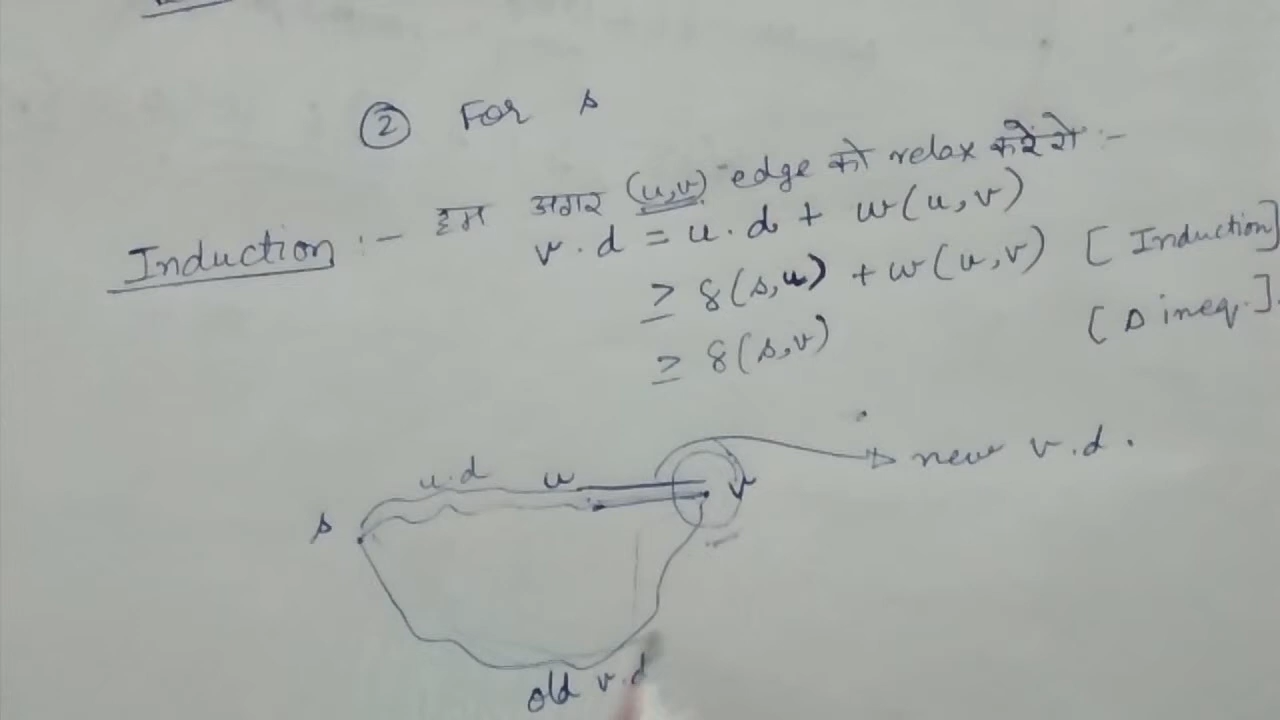 ② For s
Induction :- हम अगर (u,v) edge को relax करेंगे :-
v.d = u.d + w(u,v)
≥ δ(s,u) + w(u,v) [Induction]
≥ δ(s,v) [Δ ineq.]
u.d u v new v.d.
s
old v.d